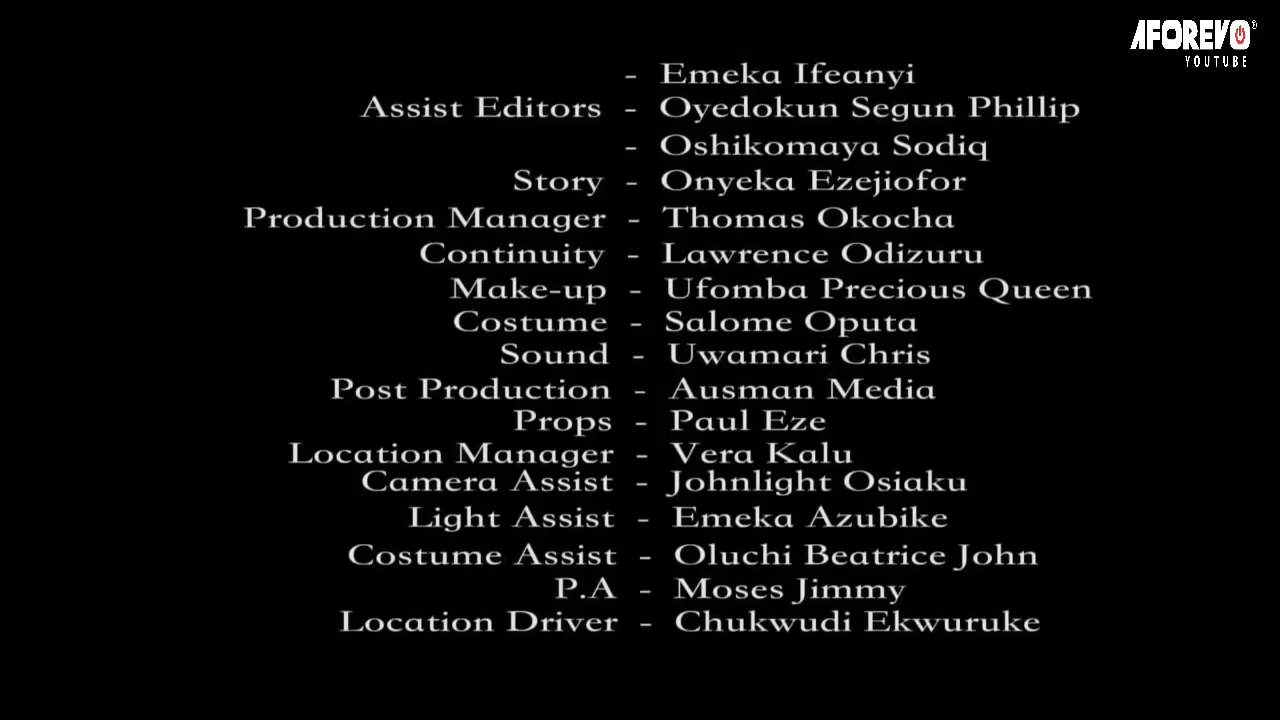 AFOREVO
YOUTUBE
- Emeka Ifeanyi
Assist Editors - Oyedokun Segun Phillip
- Oshikomaya Sodiq
Story - Onyeka Ezejiofor
Production Manager - Thomas Okocha
Continuity - Lawrence Odizuru
Make-up - Ufomba Precious Queen
Costume - Salome Oputa
Sound - Uwamari Chris
Post Production - Ausman Media
Props - Paul Eze
Location Manager - Vera Kalu
Camera Assist - Johnlight Osiaku
Light Assist - Emeka Azubike
Costume Assist - Oluchi Beatrice John
P.A - Moses Jimmy
Location Driver - Chukwudi Ekwuruke